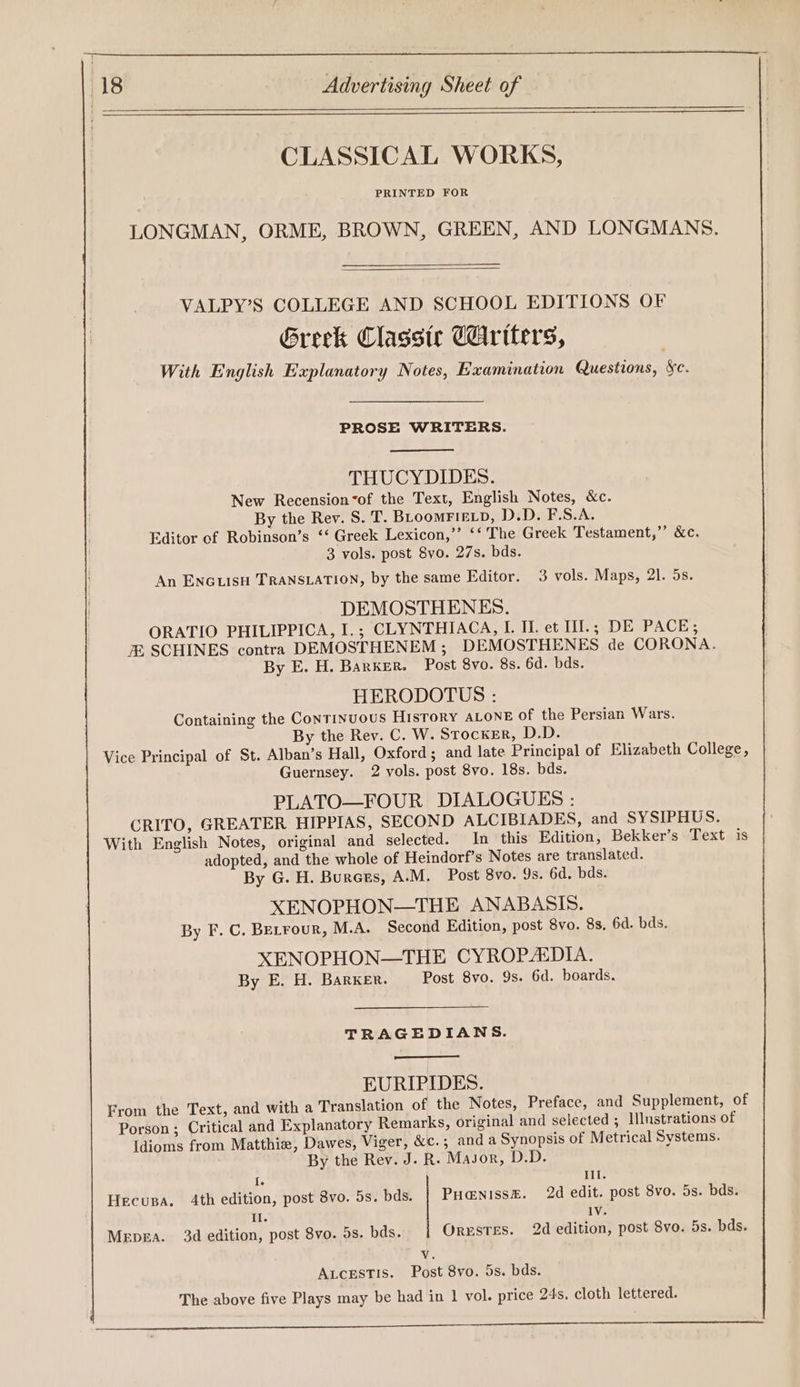 18 Advertising Sheet of
CLASSICAL WORKS,
PRINTED FOR
LONGMAN, ORME, BROWN, GREEN, AND LONGMANS.
VALPY'S COLLEGE AND SCHOOL EDITIONS OF
Greek Classic Writers,
With English Explanatory Notes, Examination Questions, &c.
PROSE WRITERS.
THUCYDIDES.
New Recension of the Text, English Notes, &c.
By the Rev. S. T. BLOOMFIELD, D.D. F.S.A.
Editor of Robinson's “Greek Lexicon,” “The Greek Testament,” &c.
3 vols. post 8vo. 27s. bds.
An ENGLISH TRANSLATION, by the same Editor. 3 vols. Maps, 2l. 5s.
DEMOSTHENES.
ORATIO PHILIPPICA, I.; OLYNTHIACA, I. II. et III.; DE PACE;
ÆSCHINES contra DEMOSTHENEM; DEMOSTHENES de CORONA.
By E. H. BARKER. Post 8vo. 8s. 6d. bds.
HERODOTUS:
Containing the CONTINUOUS HISTORY ALONE of the Persian Wars.
By the Rev. C. W. STOCKER, D.D.
Vice Principal of St. Alban's Hall, Oxford; and late Principal of Elizabeth College,
Guernsey. 2 vols. post 8vo. 18s. bds.
PLATO—FOUR DIALOGUES:
CRITO, GREATER HIPPIAS, SECOND ALCIBIADES, and SYSIPHUS.
With English Notes, original and selected. In this Edition, Bekker's Text is
adopted, and the whole of Heindorf's Notes are translated.
By G. H. BURGES, A.M. Post 8vo. 9s. 6d. bds.
XENOPHON—THE ANABASIS.
By F. C. BELFOUR, M.A. Second Edition, post 8vo. 8s. 6d. bds.
XENOPHON—THE CYROPÆDIA.
By E. H. BARKER. Post 8vo. 9s. 6d. boards.
TRAGEDIANS.
EURIPIDES.
From the Text, and with a Translation of the Notes, Preface, and Supplement, of
Porson; Critical and Explanatory Remarks, original and selected; Illustrations of
Idioms from Matthiæ, Dawes, Viger, &c.; and a Synopsis of Metrical Systems.
By the Rev. J. R. MAJOR, D.D.
I.
HECUBA. 4th edition, post 8vo. 5s. bds.
II.
MEDEA. 3d edition, post 8vo. 5s. bds.
III.
PHŒNISSÆ. 2d edit. post 8vo. 5s. bds.
IV.
ORESTES. 2d edition, post 8vo. 5s. bds.
V.
ALCESTIS. Post 8vo. 5s. bds.
The above five Plays may be had in 1 vol. price 24s. cloth lettered.